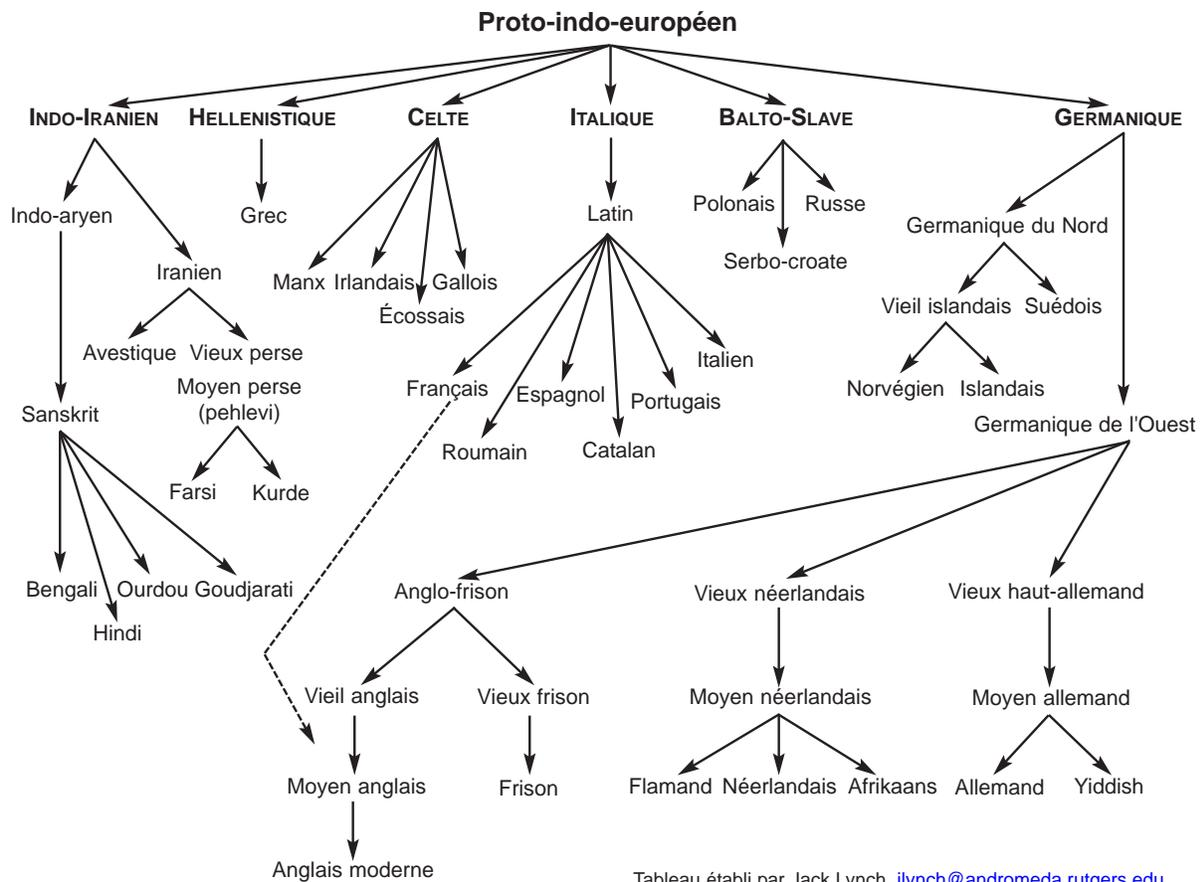 Proto-indo-européen
INDO-IRANIEN HELLENISTIQUE CELTE ITALIQUE BALTO-SLAVE GERMANIQUE
Polonais Russe
Indo-aryen Grec Latin
Germanique du Nord
Serbo-croate
Iranien
Manx Irlandais Gallois
Vieil islandais Suédois
Écossais
Avestique Vieux perse
Italien
Moyen perse
(pehlevi)
Français Espagnol Portugais
Norvégien Islandais
Sanskrit
Germanique de l'Ouest
Roumain Catalan
Farsi Kurde
Bengali Ourdou Goudjarati
Anglo-frison Vieux néerlandais Vieux haut-allemand
Hindi
Vieil anglais Vieux frison Moyen néerlandais Moyen allemand
Moyen anglais Frison Flamand Néerlandais Afrikaans Allemand Yiddish
Anglais moderne
Tableau établi par Jack Lynch, jlynch@andromeda.rutgers.edu